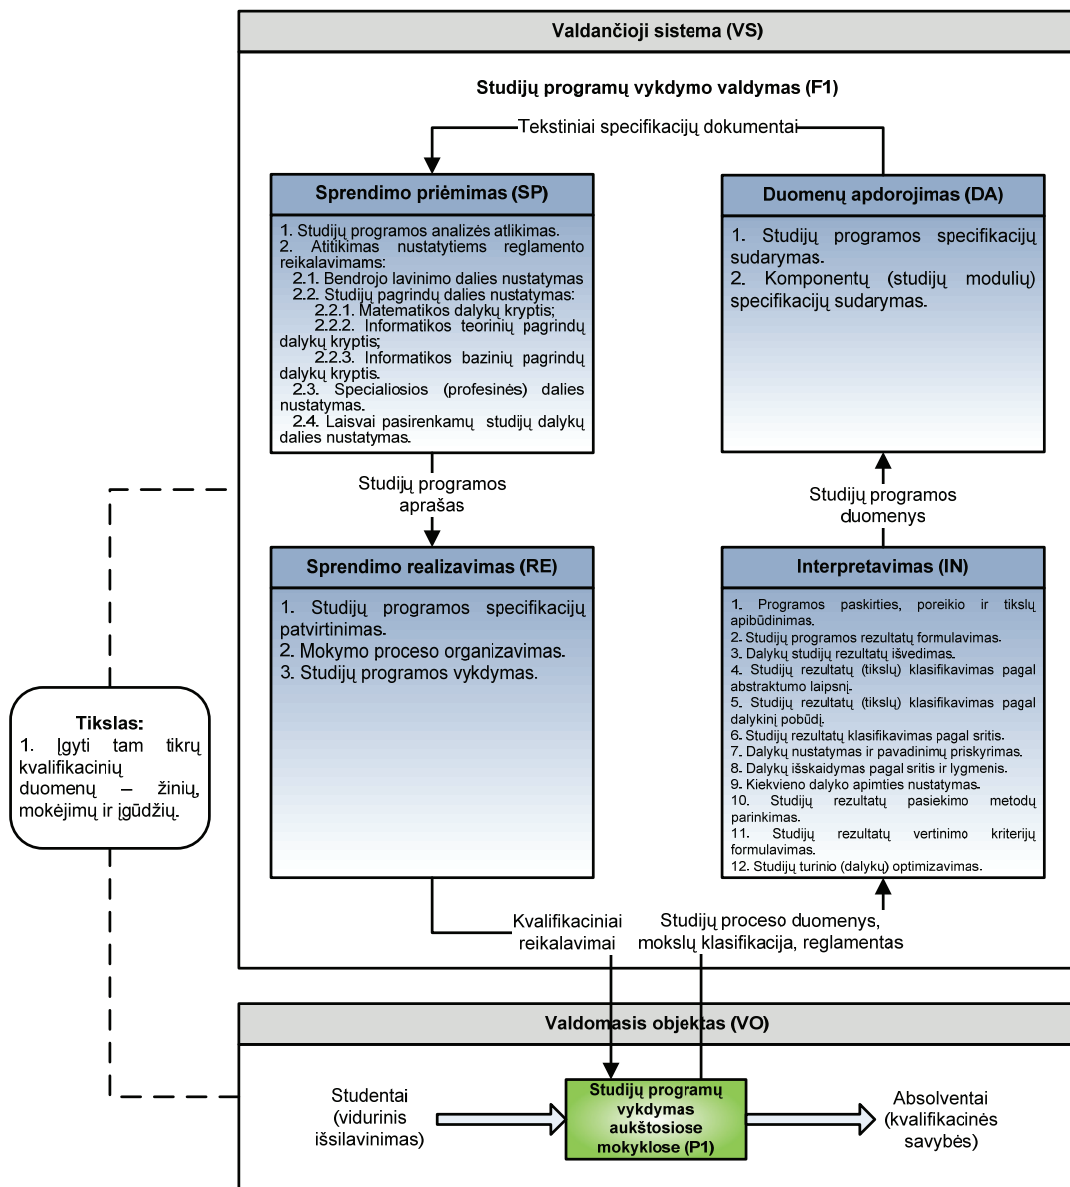 Valdančioji sistema (VS)
Studijų programų vykdymo valdymas (F1)
Tekstiniai specifikacijų dokumentai
Sprendimo priėmimas (SP)
1. Studijų programos analizės atlikimas.
2. Atitikimas nustatytiems reglamento
reikalavimams:
2.1. Bendrojo lavinimo dalies nustatymas
2.2. Studijų pagrindų dalies nustatymas:
2.2.1. Matematikos dalykų kryptis;
2.2.2. Informatikos teorinių pagrindų
dalykų kryptis;
2.2.3. Informatikos bazinių pagrindų
dalykų kryptis.
2.3. Specialiosios (profesinės) dalies
nustatymas.
2.4. Laisvai pasirenkamų studijų dalykų
dalies nustatymas.
Duomenų apdorojimas (DA)
1. Studijų programos specifikacijų
sudarymas.
2. Komponentų (studijų modulių)
specifikacijų sudarymas.
Studijų programos
aprašas
Studijų programos
duomenys
Sprendimo realizavimas (RE)
1. Studijų programos specifikacijų
patvirtinimas.
2. Mokymo proceso organizavimas.
3. Studijų programos vykdymas.
Interpretavimas (IN)
1. Programos paskirties, poreikio ir tikslų
apibūdinimas.
2. Studijų programos rezultatų formulavimas.
3. Dalykų studijų rezultatų išvedimas.
4. Studijų rezultatų (tikslų) klasifikavimas pagal
abstraktumo laipsnį.
5. Studijų rezultatų (tikslų) klasifikavimas pagal
dalykinį pobūdį.
6. Studijų rezultatų klasifikavimas pagal sritis.
7. Dalykų nustatymas ir pavadinimų priskyrimas.
8. Dalykų išskaidymas pagal sritis ir lygmenis.
9. Kiekvieno dalyko apimties nustatymas.
10. Studijų rezultatų pasiekimo metodų
parinkimas.
11. Studijų rezultatų vertinimo kriterijų
formulavimas.
12. Studijų turinio (dalykų) optimizavimas.
Tikslas:
1. Įgyti tam tikrų
kvalifikacinių
duomenų – žinių,
mokėjimų ir įgūdžių.
Kvalifikaciniai
reikalavimai
Studijų proceso duomenys,
mokslų klasifikacija, reglamentas
Valdomasis objektas (VO)
Studentai
(vidurinis
išsilavinimas)
Studijų programų
vykdymas
aukštosiose
mokyklose (P1)
Absolventai
(kvalifikacinės
savybės)